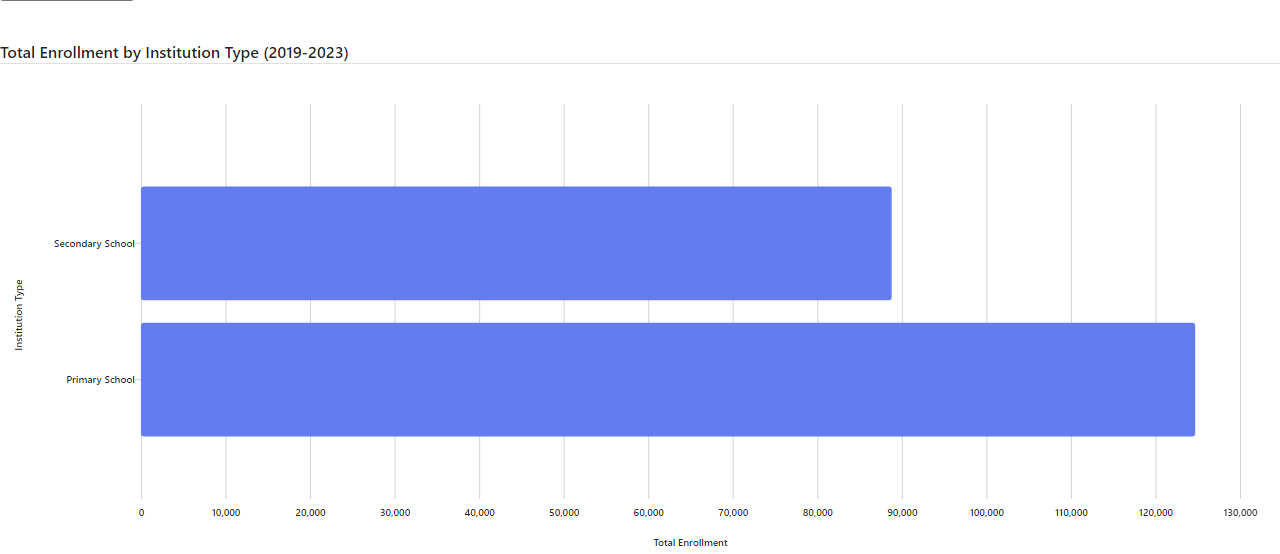 Total Enrollment by Institution Type (2019-2023)
Institution Type
Secondary School
Primary School
0 10,000 20,000 30,000 40,000 50,000 60,000 70,000 80,000 90,000 100,000 110,000 120,000 130,000
Total Enrollment